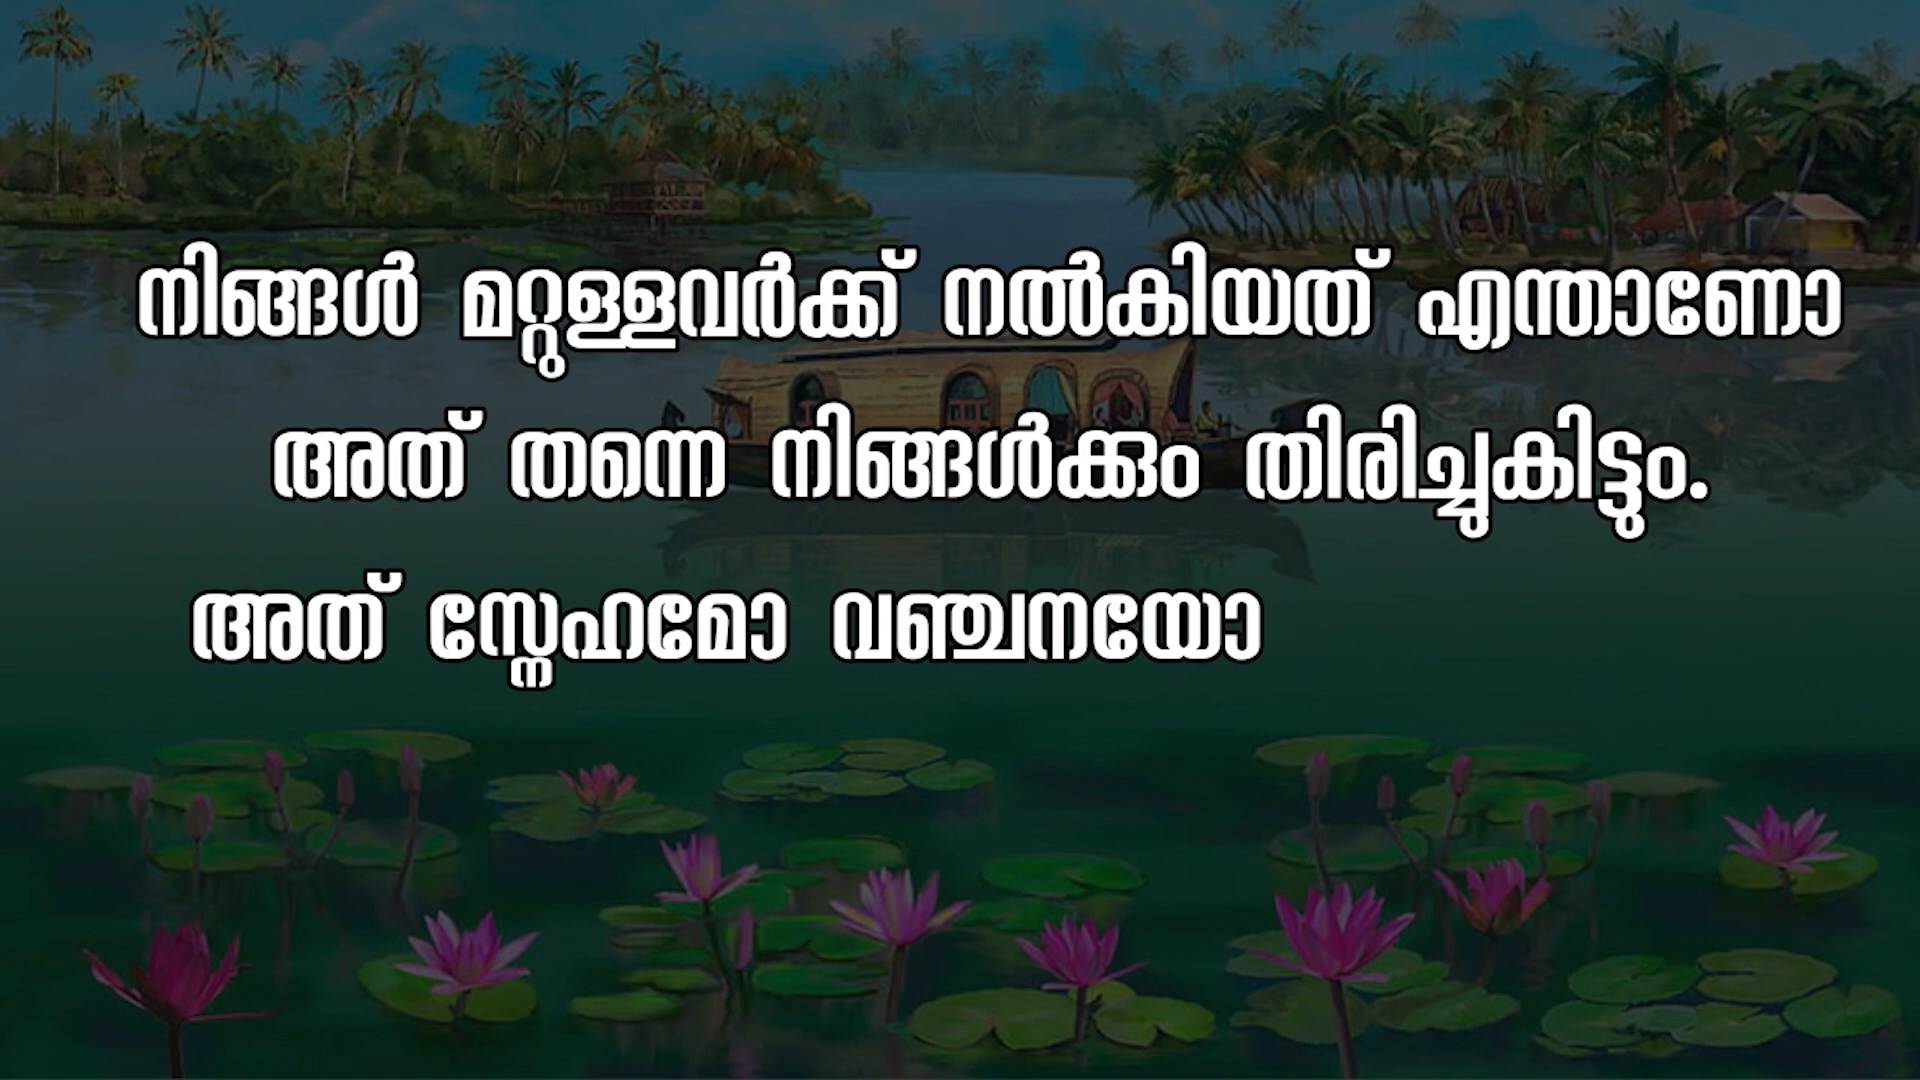 നിങ്ങൾ മറ്റുള്ളവർക്ക് നൽകിയത് എന്താണോ
അത് തന്നെ നിങ്ങൾക്കും തിരിച്ചുകിട്ടും.
അത് സ്നേഹമോ വഞ്ചനയോ